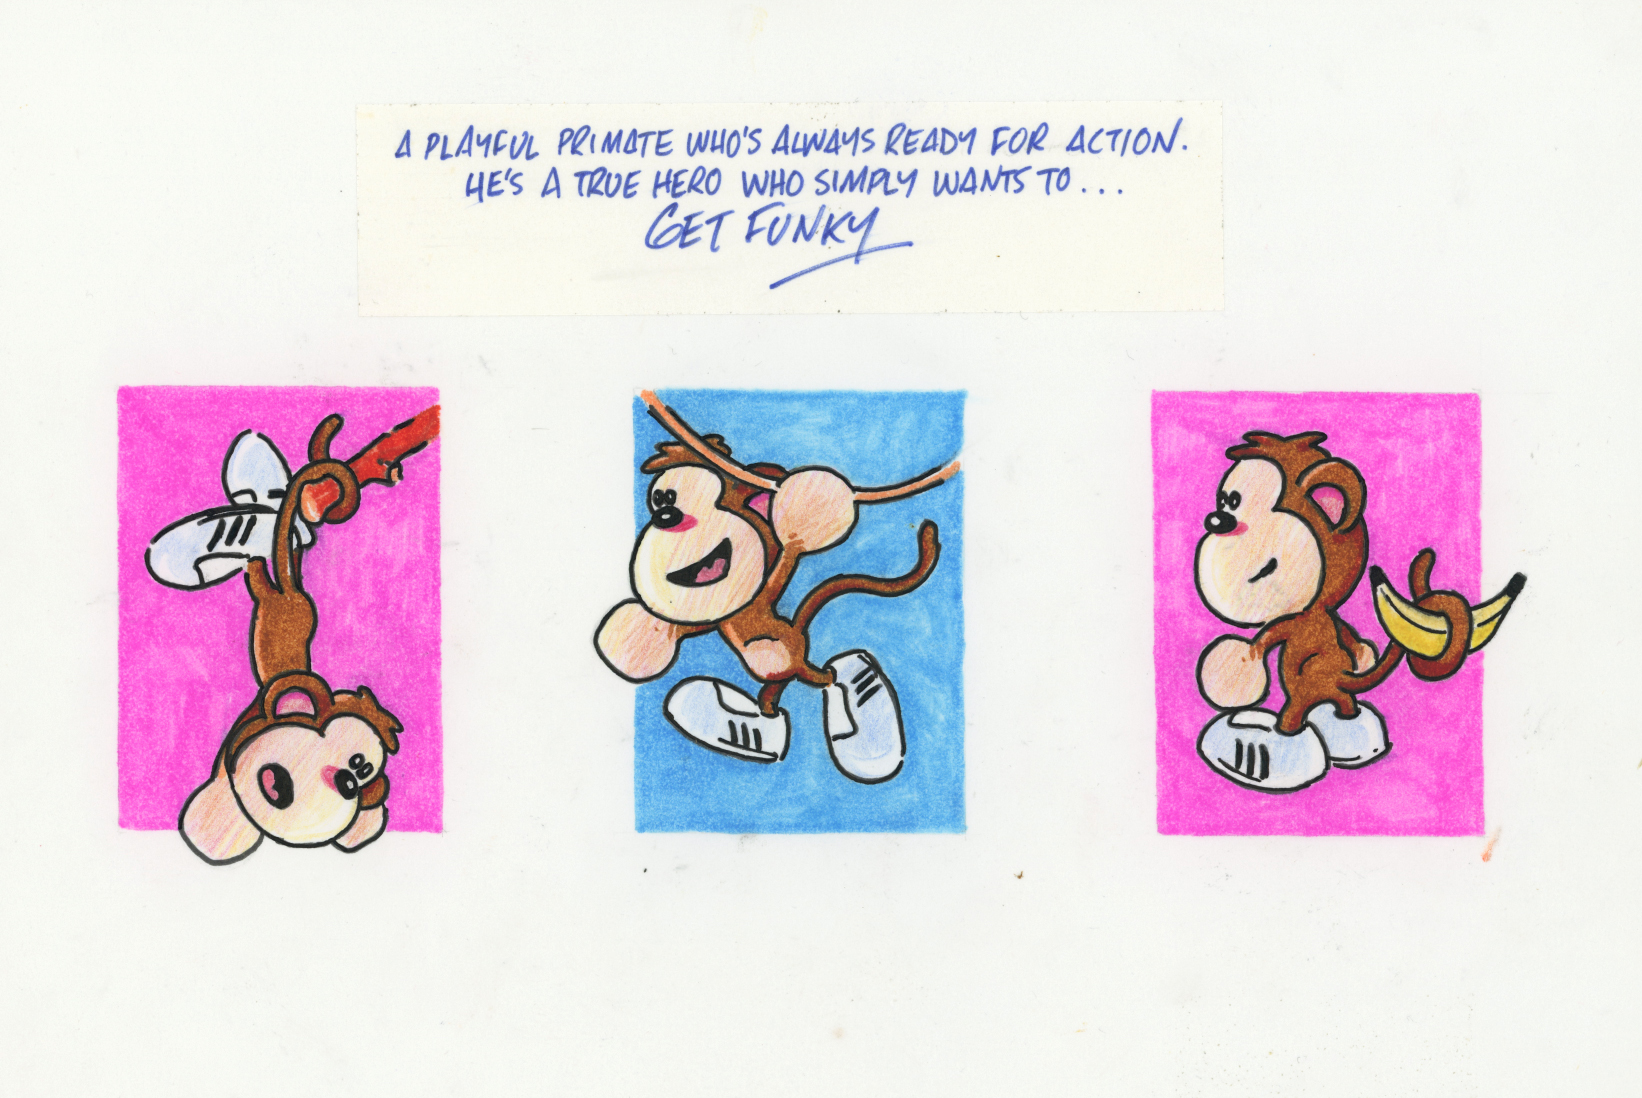 A PLAYFUL PRIMATE WHO'S ALWAYS READY FOR ACTION.
HE'S A TRUE HERO WHO SIMPLY WANTS TO...
GET FUNKY